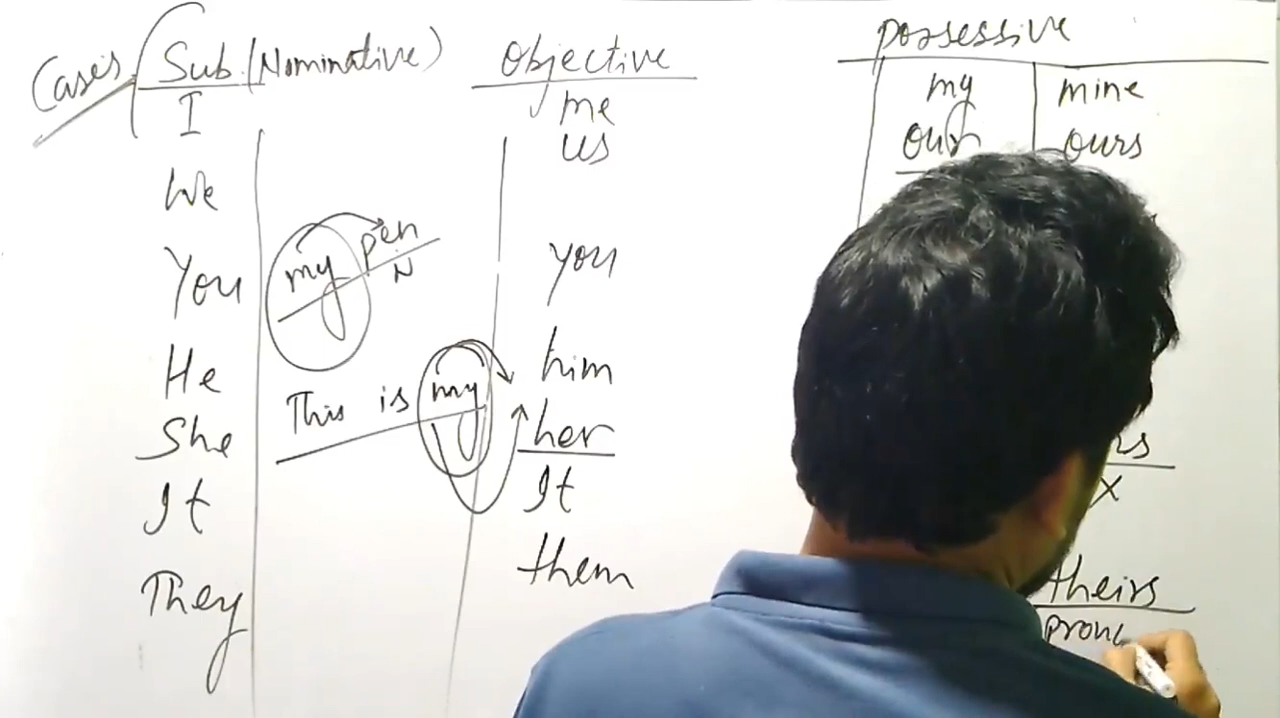 Cases Sub. (Nominative) Objective possessive
I me my mine
us our ours
We
my pen
N
You you
He him
This is my
She her
It It X
They them theirs
pron